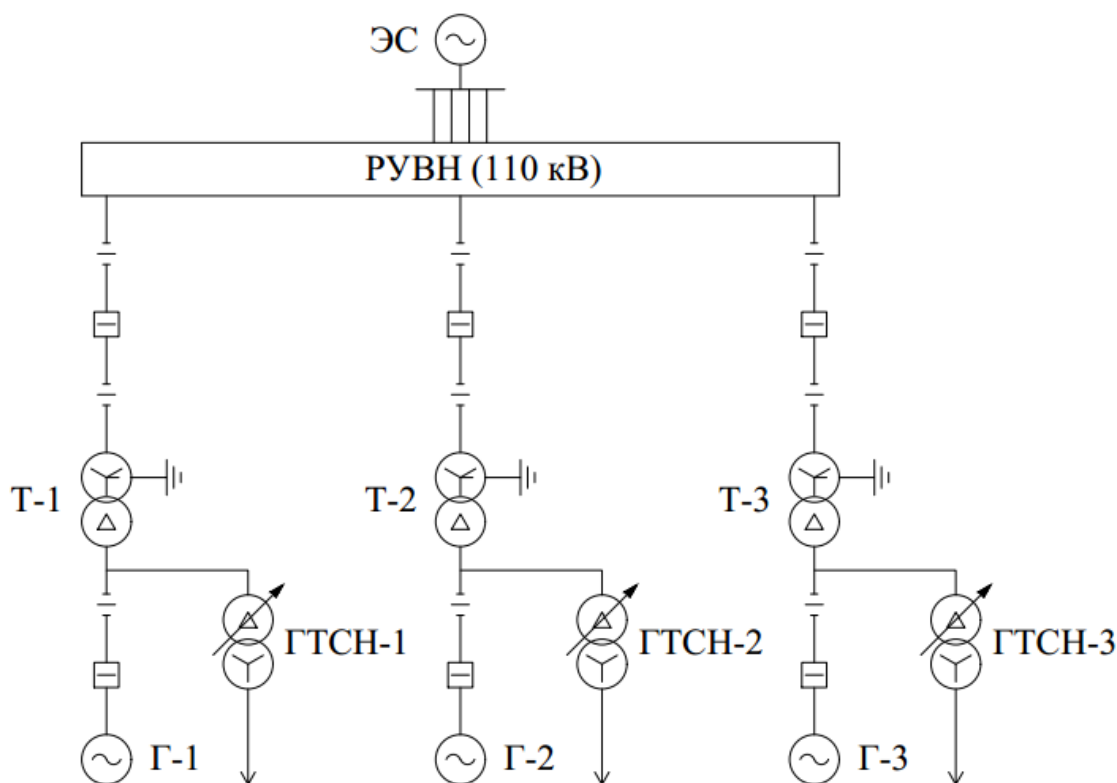 ЭС
РУВН (110 кВ)
Т-1
Т-2
Т-3
ГТСН-1
ГТСН-2
ГТСН-3
Г-1
Г-2
Г-3